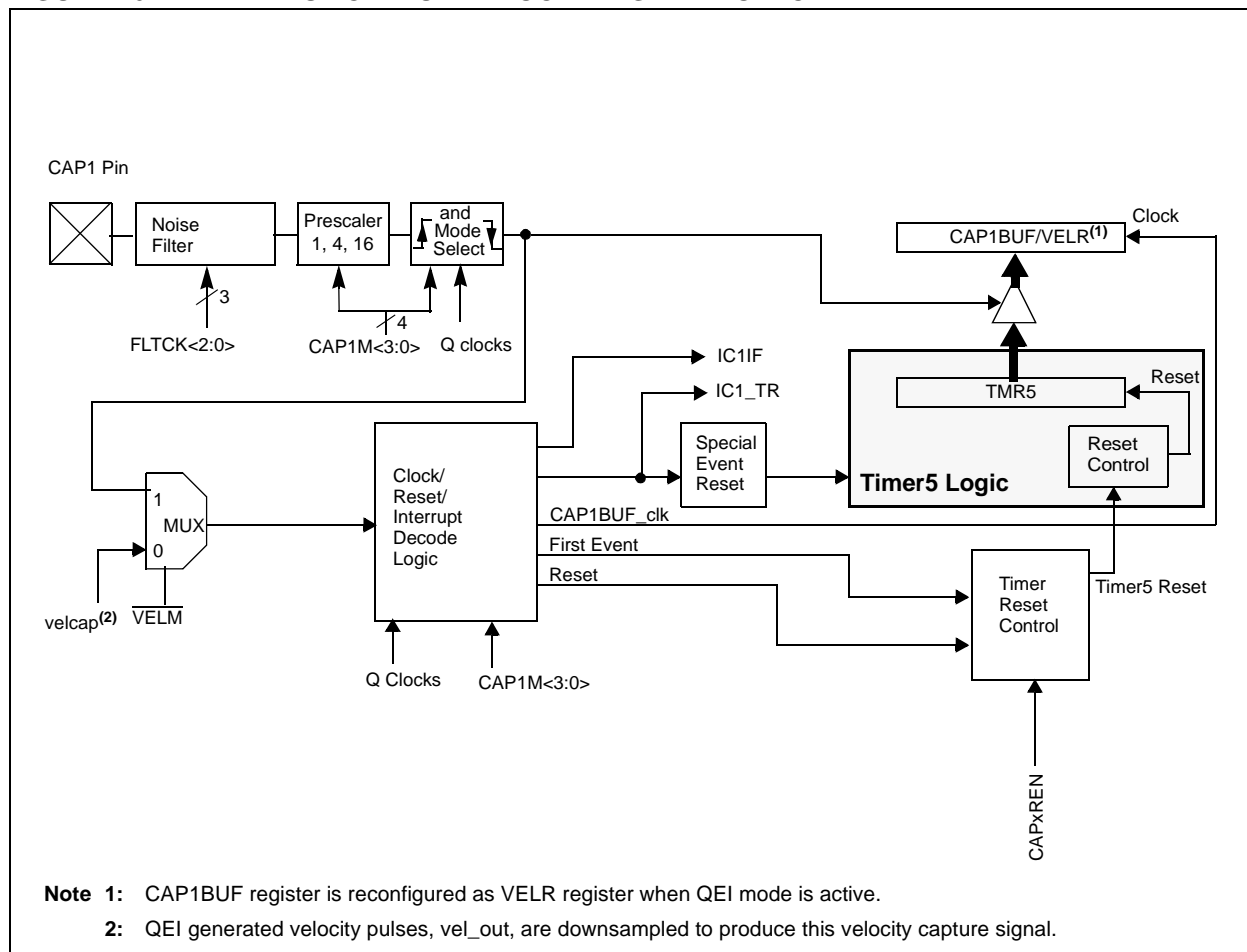 CAP1 Pin
Noise
Filter
Prescaler
1, 4, 16
and
Mode
Select
Clock
CAP1BUF/VELR(1)
3
4
FLTCK<2:0>
CAP1M<3:0>
Q clocks
IC1IF
IC1_TR
TMR5
Reset
Special
Event
Reset
Reset
Control
Timer5 Logic
Clock/
Reset/
Interrupt
Decode
Logic
1
MUX
0
CAP1BUF_clk
First Event
Reset
Timer
Reset
Control
Timer5 Reset
velcap(2)
VELM
Q Clocks
CAP1M<3:0>
CAPxREN
Note 1: CAP1BUF register is reconfigured as VELR register when QEI mode is active.
2: QEI generated velocity pulses, vel_out, are downsampled to produce this velocity capture signal.